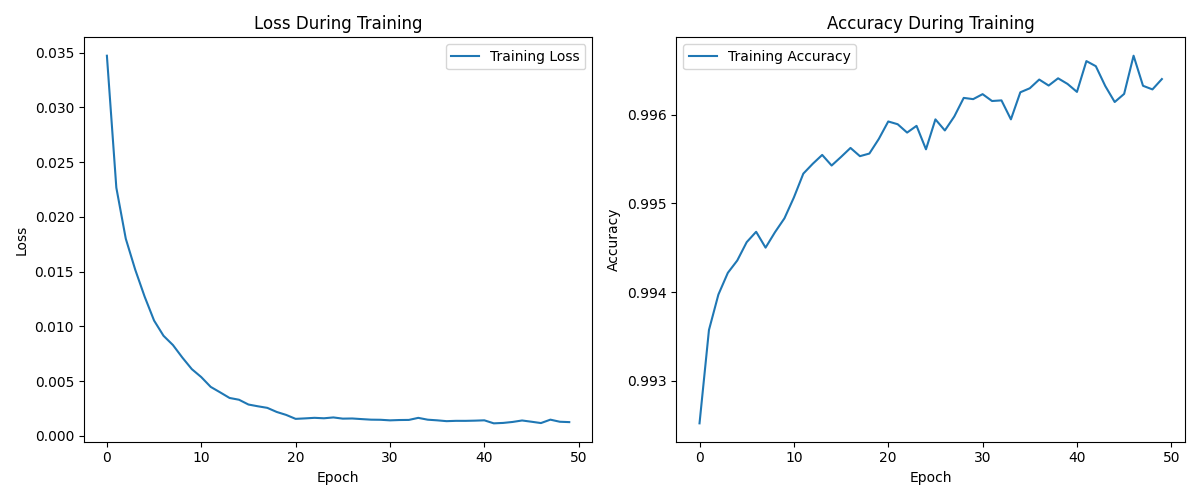 Loss During Training
Training Loss
0.035
0.030
0.025
0.020
0.015
0.010
0.005
0.000
Loss
0 10 20 30 40 50
Epoch
Accuracy During Training
Training Accuracy
0.996
0.995
0.994
0.993
Accuracy
0 10 20 30 40 50
Epoch